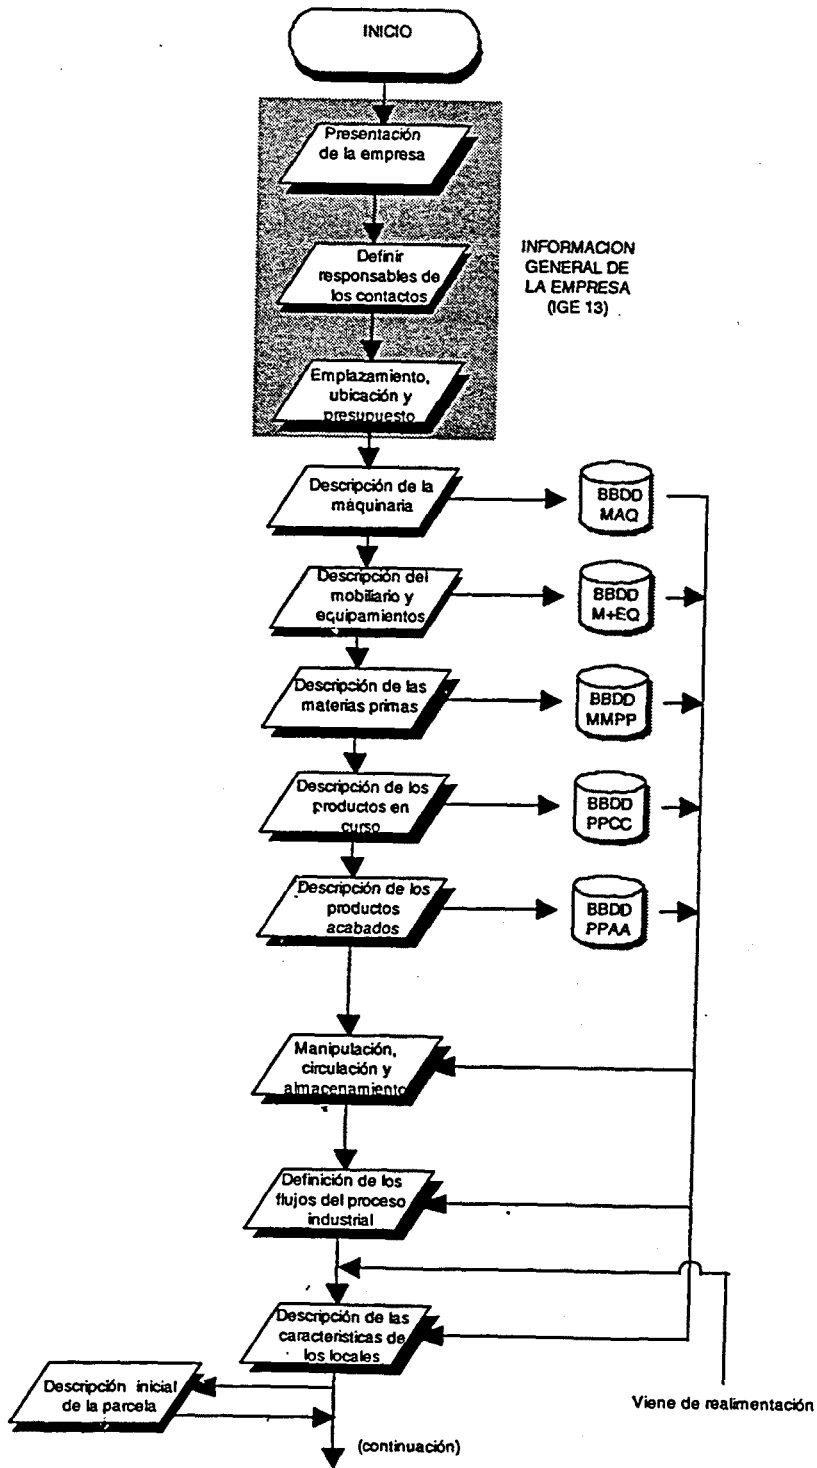 INICIO
Presentación
de la empresa
Definir
responsables de
los contactos
INFORMACION
GENERAL DE
LA EMPRESA
(IGE 13)
Emplazamiento,
ubicación y
presupuesto
Descripción de la
máquinaria
BBDD
MAQ
Descripción del
mobiliario y
equipamientos
BBDD
M+EQ
Descripción de las
materias primas
BBDD
MMPP
Descripción de los
productos en
curso
BBDD
PPCC
Descripción de los
productos
acabados
BBDD
PPAA
Manipulación,
circulación y
almacenamiento
Definición de los
flujos del proceso
industrial
Descripción de las
caracteristicas de
los locales
Descripción inicial
de la parcela
Viene de realimentación
(continuación)